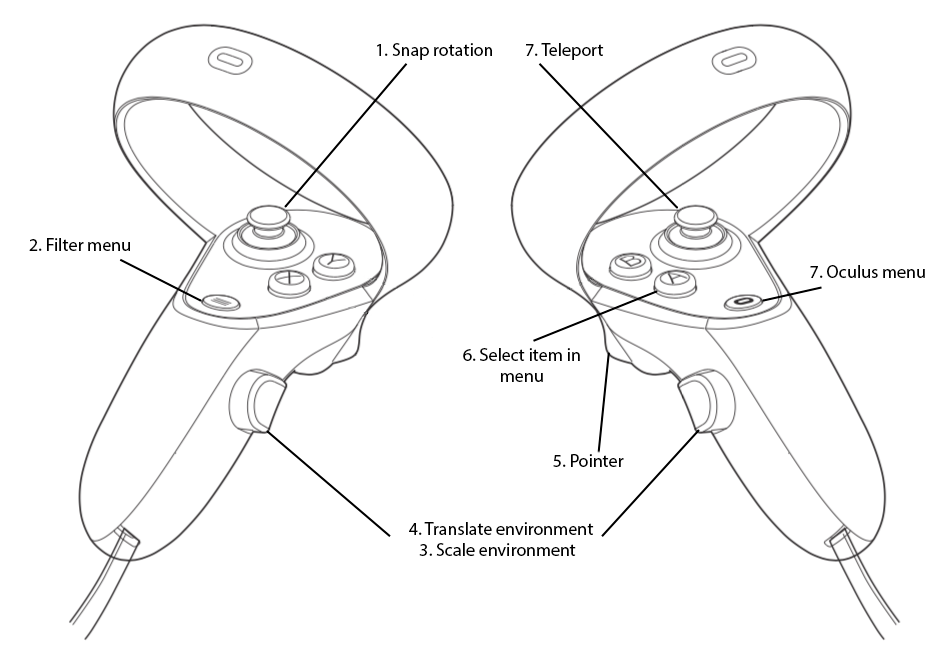 1. Snap rotation
7. Teleport
2. Filter menu
7. Oculus menu
Y
X
B
A
6. Select item in
menu
5. Pointer
4. Translate environment
3. Scale environment